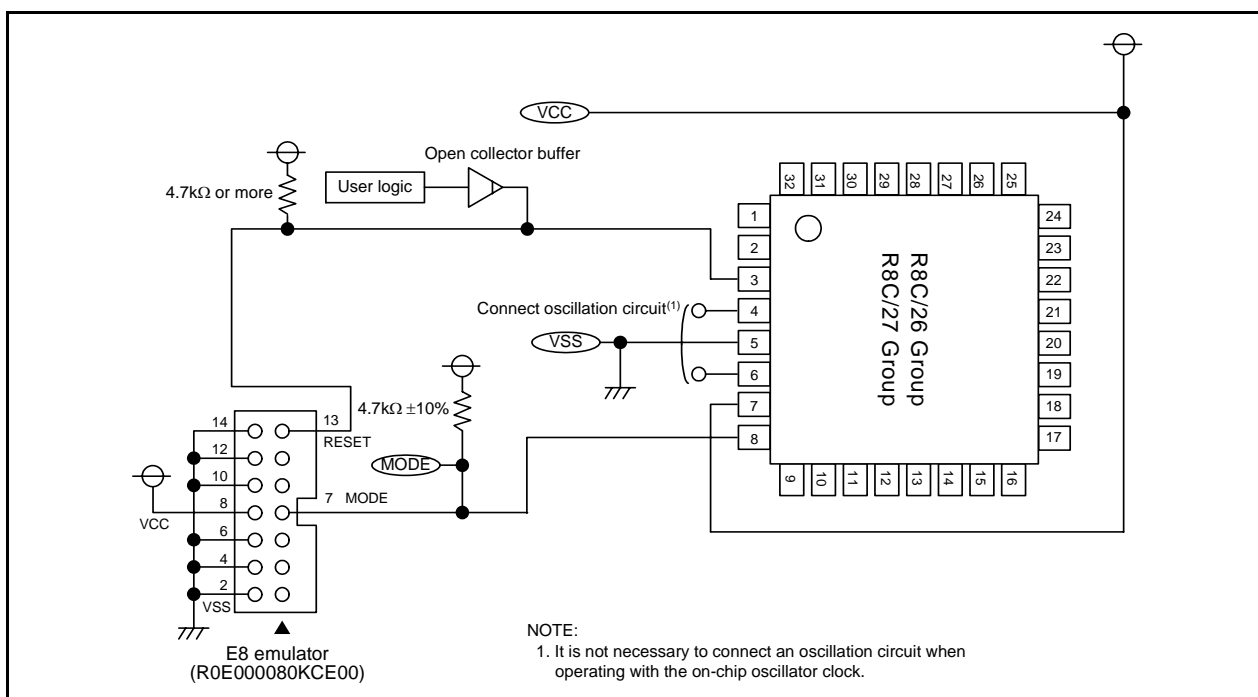 VCC
Open collector buffer
4.7kΩ or more
User logic
32 31 30 29 28 27 26 25
1
2
3
4
5
6
7
8
24
23
22
21
20
19
18
17
R8C/26 Group
R8C/27 Group
9 10 11 12 13 14 15 16
Connect oscillation circuit(1)
VSS
4.7kΩ ±10%
MODE
14
13
RESET
12
10
8
7 MODE
VCC
6
4
2
VSS
E8 emulator
(R0E000080KCE00)
NOTE:
1. It is not necessary to connect an oscillation circuit when
operating with the on-chip oscillator clock.